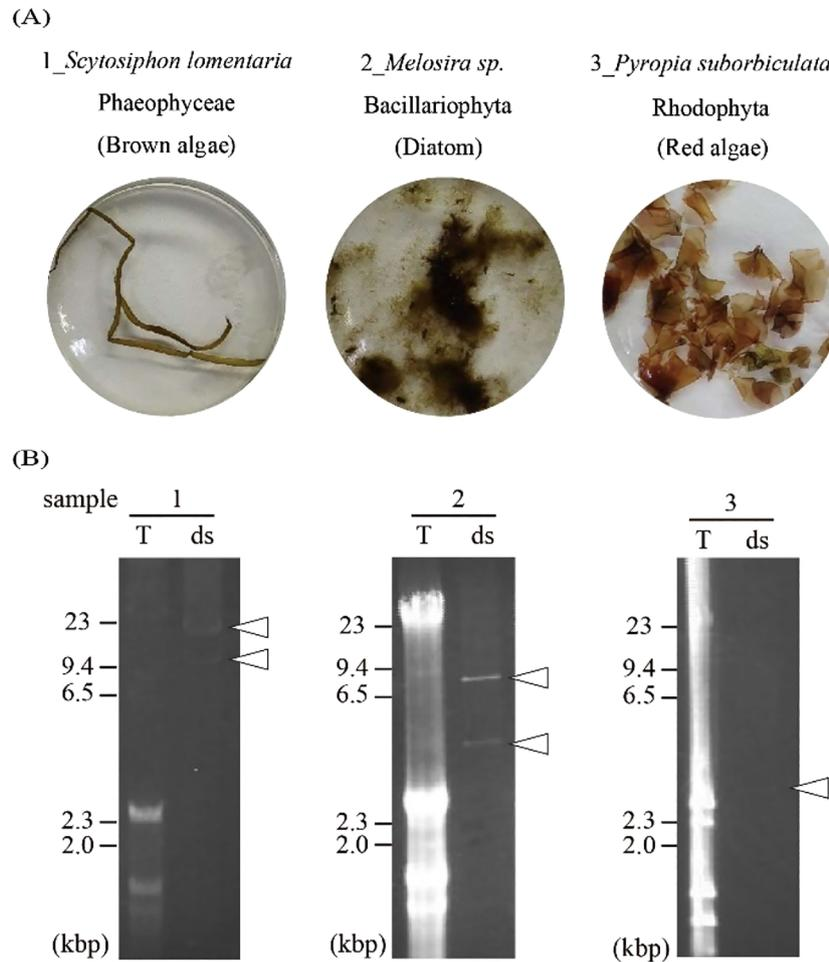 (A)
1_Scytosiphon lomentaria
Phaeophyceae
(Brown algae)
2_Melosira sp.
Bacillariophyta
(Diatom)
3_Pyropia suborbiculata
Rhodophyta
(Red algae)
(B)
sample
1
T ds
23
9.4
6.5
2.3
2.0
(kbp)
2
T ds
23
9.4
6.5
2.3
2.0
(kbp)
3
T ds
23
9.4
6.5
2.3
2.0
(kbp)